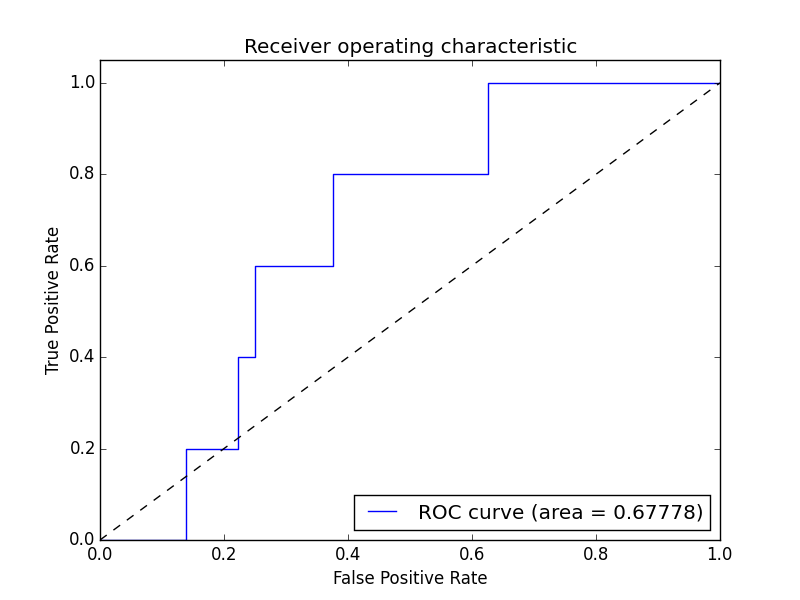 Receiver operating characteristic
1.0
0.8
0.6
0.4
0.2
0.0
True Positive Rate
ROC curve (area = 0.67778)
0.0 0.2 0.4 0.6 0.8 1.0
False Positive Rate